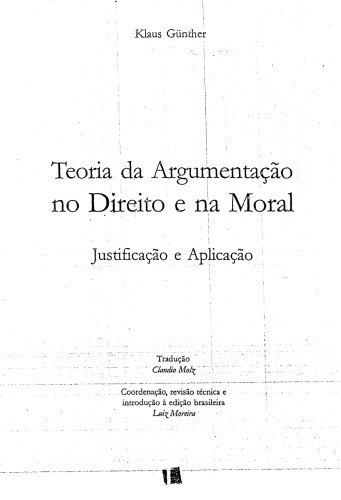 Klaus Günther
Teoria da Argumentação
no Direito e na Moral
Justificação e Aplicação
Tradução
Claudio Molz
Coordenação, revisão técnica e
introdução à edição brasileira
Luiz Moreira